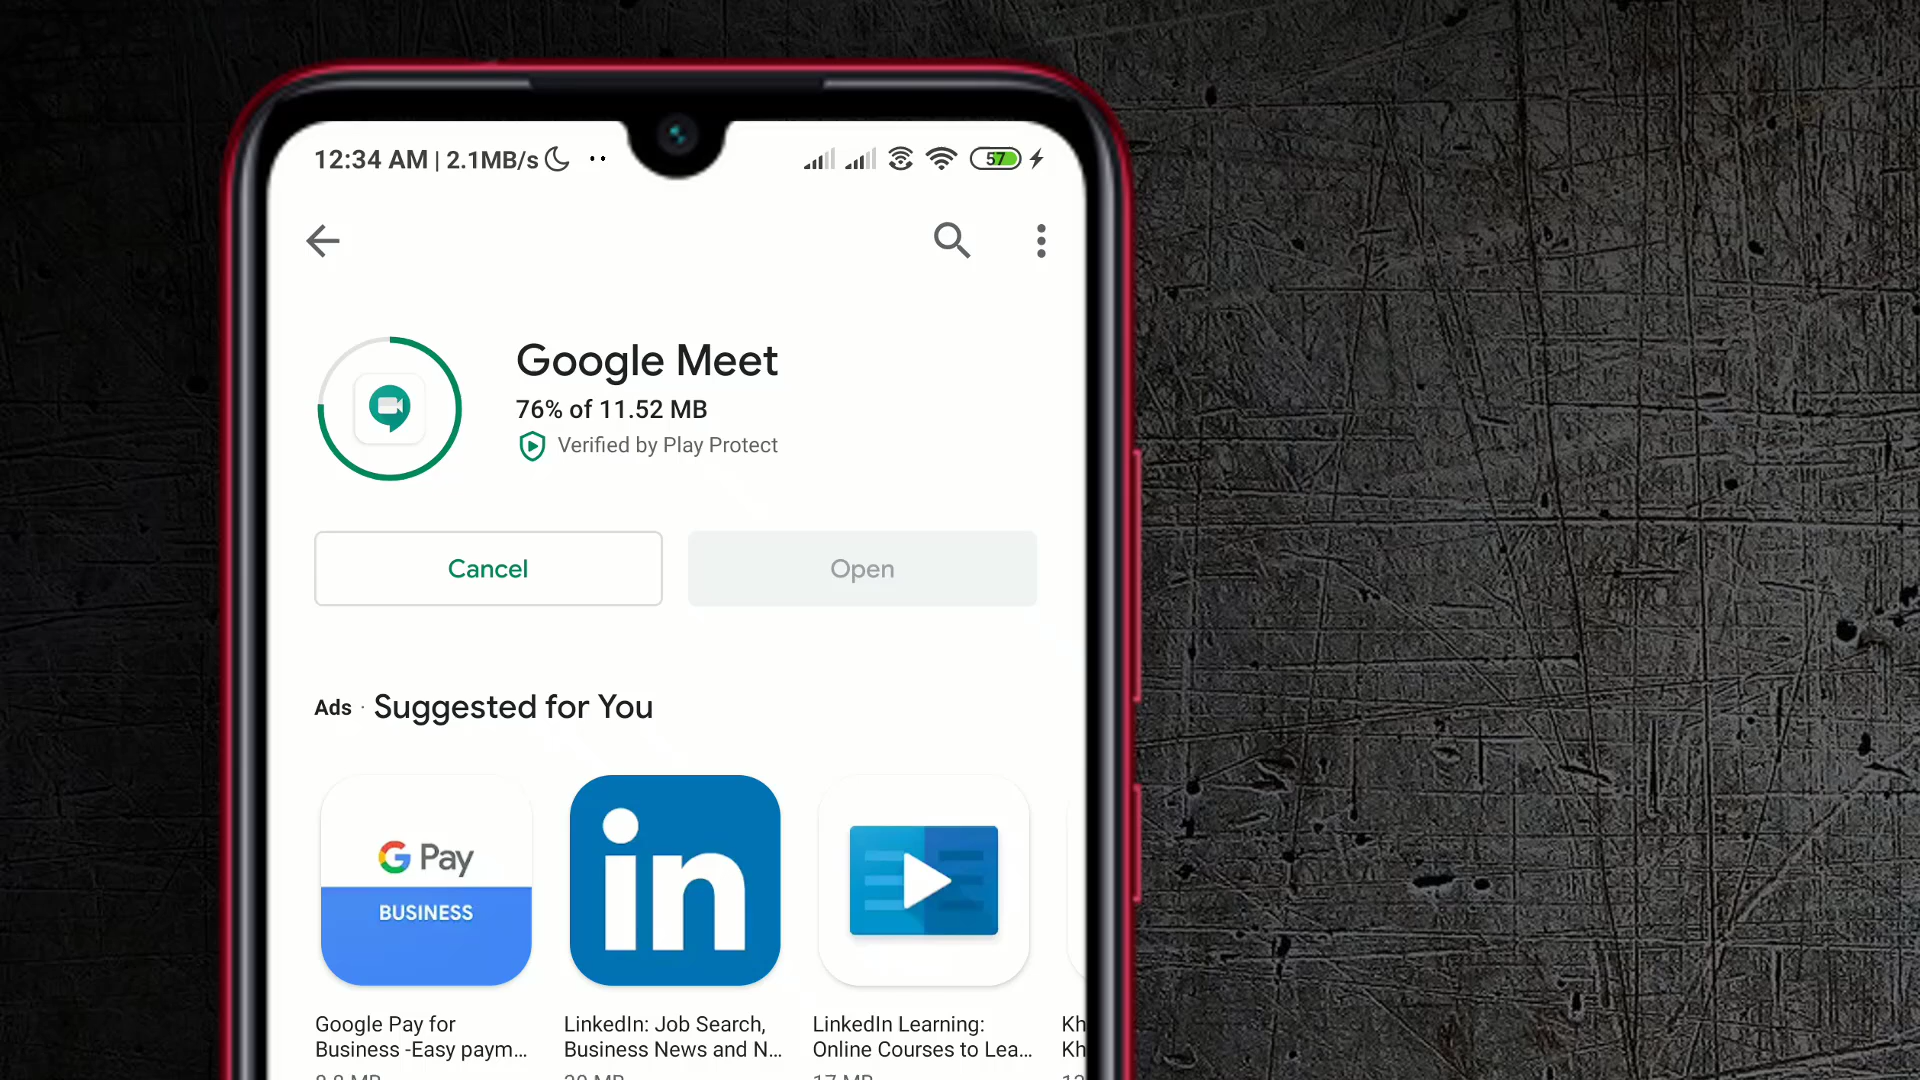 12:34 AM | 2.1MB/s
57
Google Meet
76% of 11.52 MB
Verified by Play Protect
Cancel
Open
Ads · Suggested for You
G Pay
BUSINESS
in
Google Pay for
Business -Easy paym...
LinkedIn: Job Search,
Business News and N...
LinkedIn Learning:
Online Courses to Lea...
Kh
Kh